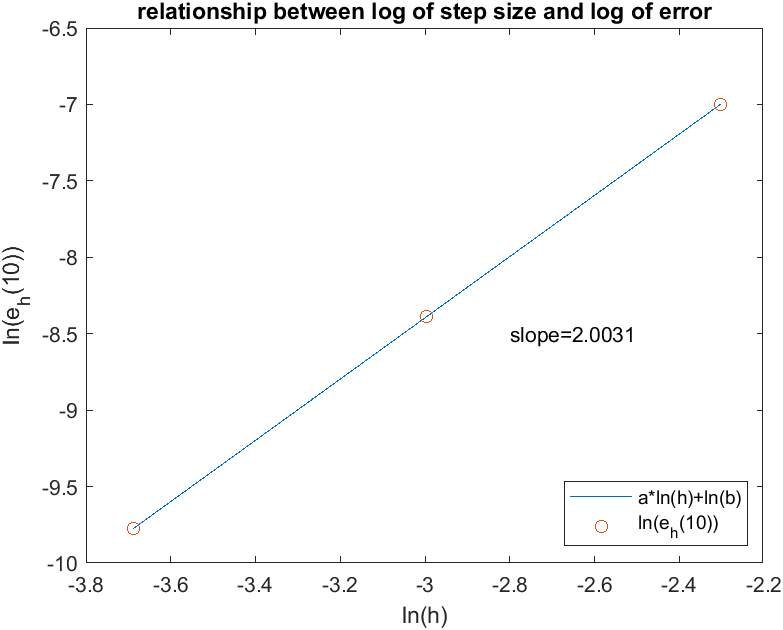 relationship between log of step size and log of error
-6.5
-7
-7.5
-8
-8.5
-9
-9.5
-10
ln(e_h(10))
slope=2.0031
a*ln(h)+ln(b)
ln(e_h(10))
-3.8 -3.6 -3.4 -3.2 -3 -2.8 -2.6 -2.4 -2.2
ln(h)